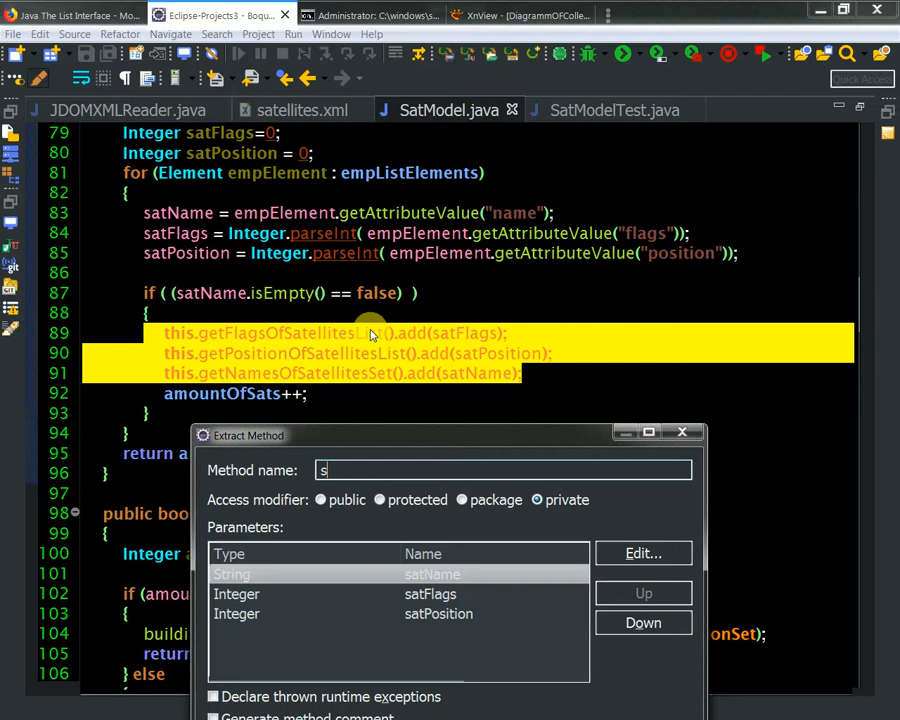 Java The List Interface - Mo...
Eclipse-Projects3 - Boqu...
Administrator: C:\windows\s...
XnView - [DiagrammOfColle...
File Edit Source Refactor Navigate Search Project Run Window Help
Quick Access
JDOMXMLReader.java satellites.xml SatModel.java SatModelTest.java
79 Integer satFlags=0;
80 Integer satPosition = 0;
81 for (Element empElement : empListElements)
82 {
83 satName = empElement.getAttributeValue("name");
84 satFlags = Integer.parseInt( empElement.getAttributeValue("flags"));
85 satPosition = Integer.parseInt( empElement.getAttributeValue("position"));
86
87 if ( (satName.isEmpty() == false) )
88 {
89 this.getFlagsOfSatellitesList().add(satFlags);
90 this.getPositionOfSatellitesList().add(satPosition);
91 this.getNamesOfSatellitesSet().add(satName);
92 amountOfSats++;
93 }
94 }
95 return a
96 }
97
98 public boo
99 {
100 Integer a
101
102 if (amou
103 {
104 buildi onSet);
105 retur
106 } else
Extract Method
Method name: s
Access modifier: public protected package private
Parameters:
Type Name
String satName
Integer satFlags
Integer satPosition
Edit...
Up
Down
Declare thrown runtime exceptions
Generate method comment